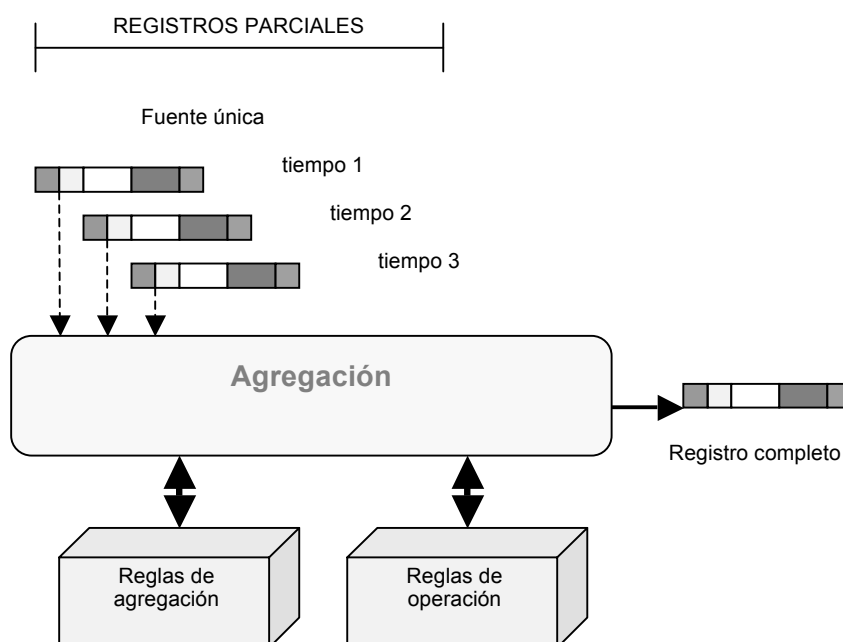 REGISTROS PARCIALES
Fuente única
tiempo 1
tiempo 2
tiempo 3
Agregación
Registro completo
Reglas de
agregación
Reglas de
operación